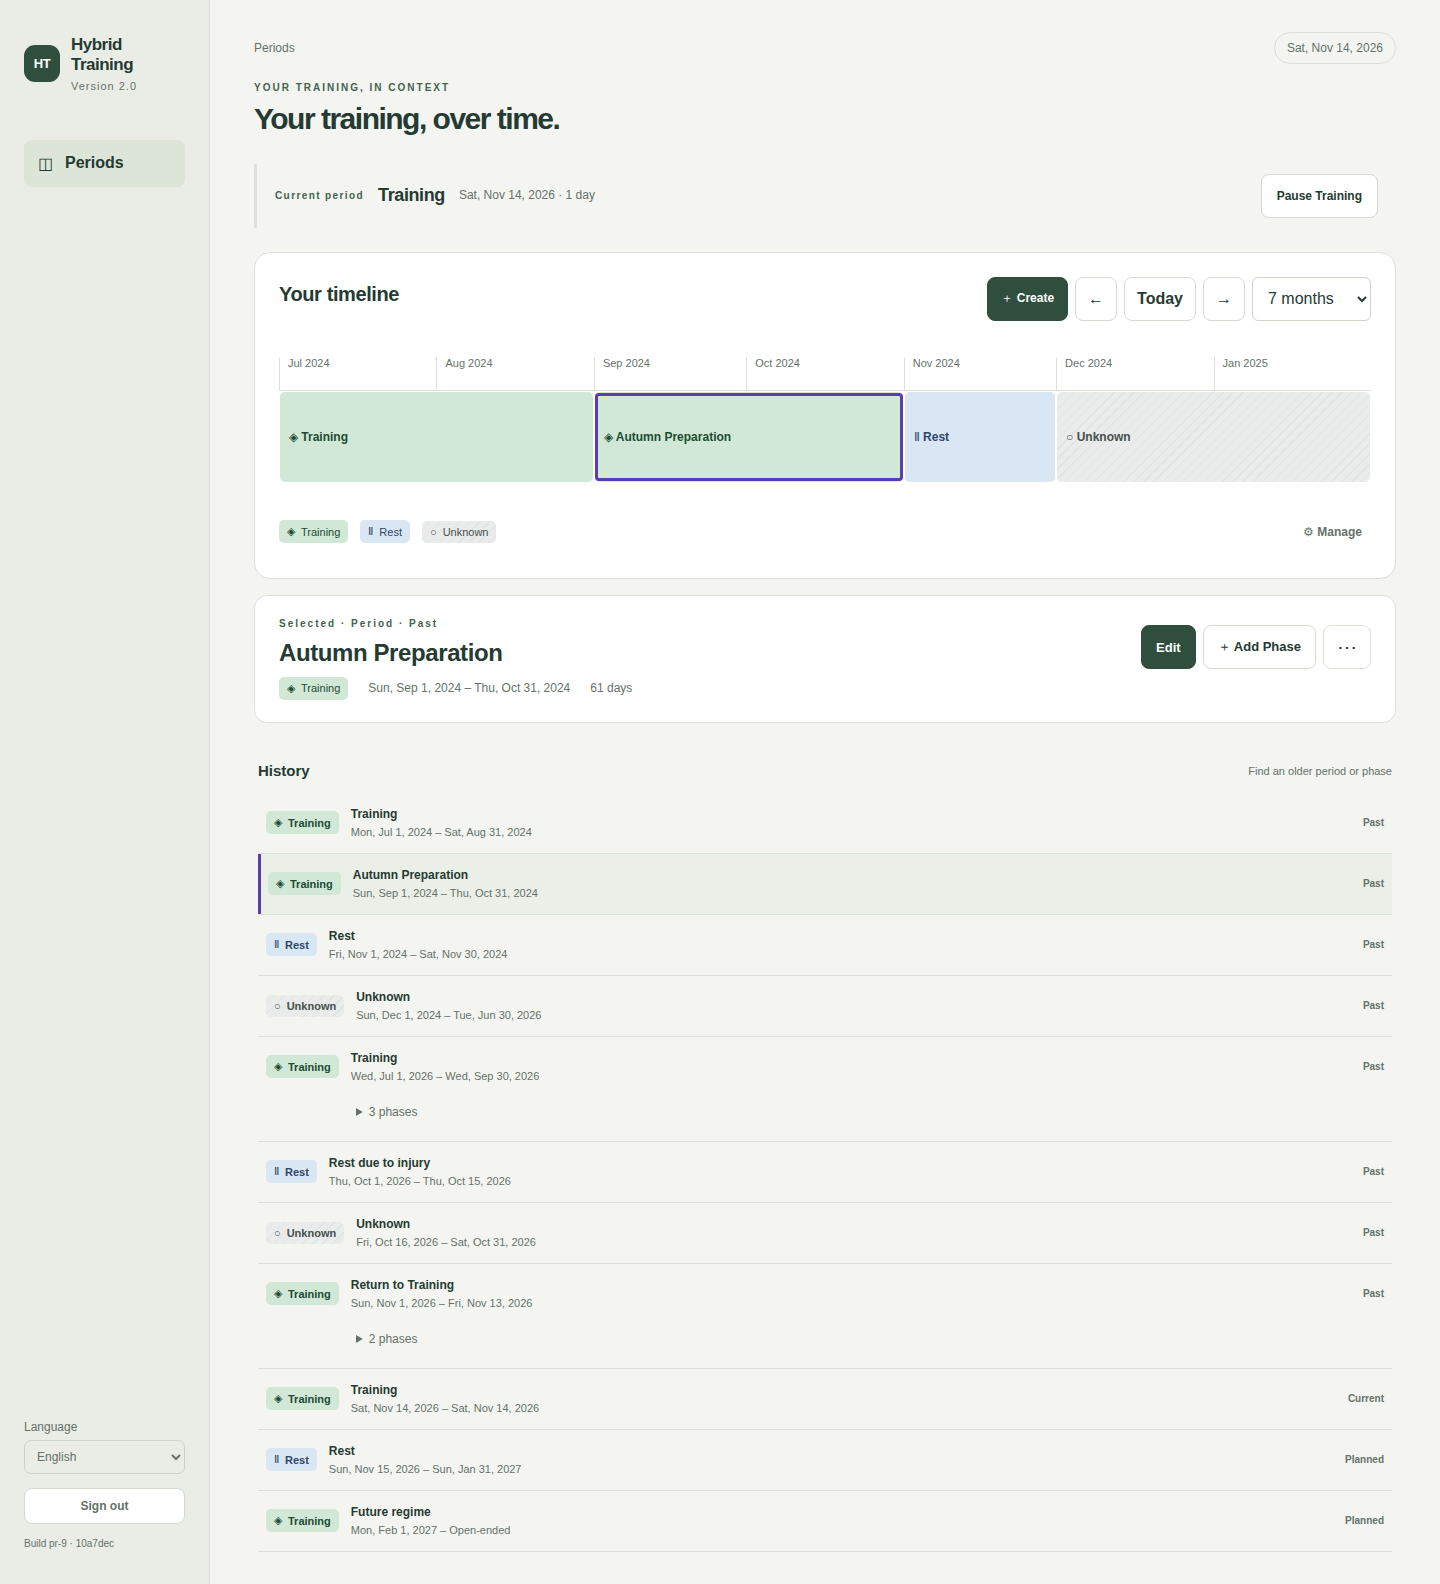 HT
Hybrid
Training
Version 2.0
Periods
Language
English
Sign out
Build pr-9 · 10a7dec
Periods
Sat, Nov 14, 2026
YOUR TRAINING, IN CONTEXT
Your training, over time.
Current period Training Sat, Nov 14, 2026 · 1 day
Pause Training
Your timeline
+ Create
←
Today
→
7 months
Jul 2024 Aug 2024 Sep 2024 Oct 2024 Nov 2024 Dec 2024 Jan 2025
◈ Training
◈ Autumn Preparation
‖ Rest
○ Unknown
◈ Training
‖ Rest
○ Unknown
⚙ Manage
Selected · Period · Past
Autumn Preparation
◈ Training Sun, Sep 1, 2024 – Thu, Oct 31, 2024 61 days
Edit
+ Add Phase
···
History
Find an older period or phase
◈ Training
Training
Mon, Jul 1, 2024 – Sat, Aug 31, 2024
Past
◈ Training
Autumn Preparation
Sun, Sep 1, 2024 – Thu, Oct 31, 2024
Past
‖ Rest
Rest
Fri, Nov 1, 2024 – Sat, Nov 30, 2024
Past
○ Unknown
Unknown
Sun, Dec 1, 2024 – Tue, Jun 30, 2026
Past
◈ Training
Training
Wed, Jul 1, 2026 – Wed, Sep 30, 2026
Past
▶ 3 phases
‖ Rest
Rest due to injury
Thu, Oct 1, 2026 – Thu, Oct 15, 2026
Past
○ Unknown
Unknown
Fri, Oct 16, 2026 – Sat, Oct 31, 2026
Past
◈ Training
Return to Training
Sun, Nov 1, 2026 – Fri, Nov 13, 2026
Past
▶ 2 phases
◈ Training
Training
Sat, Nov 14, 2026 – Sat, Nov 14, 2026
Current
‖ Rest
Rest
Sun, Nov 15, 2026 – Sun, Jan 31, 2027
Planned
◈ Training
Future regime
Mon, Feb 1, 2027 – Open-ended
Planned